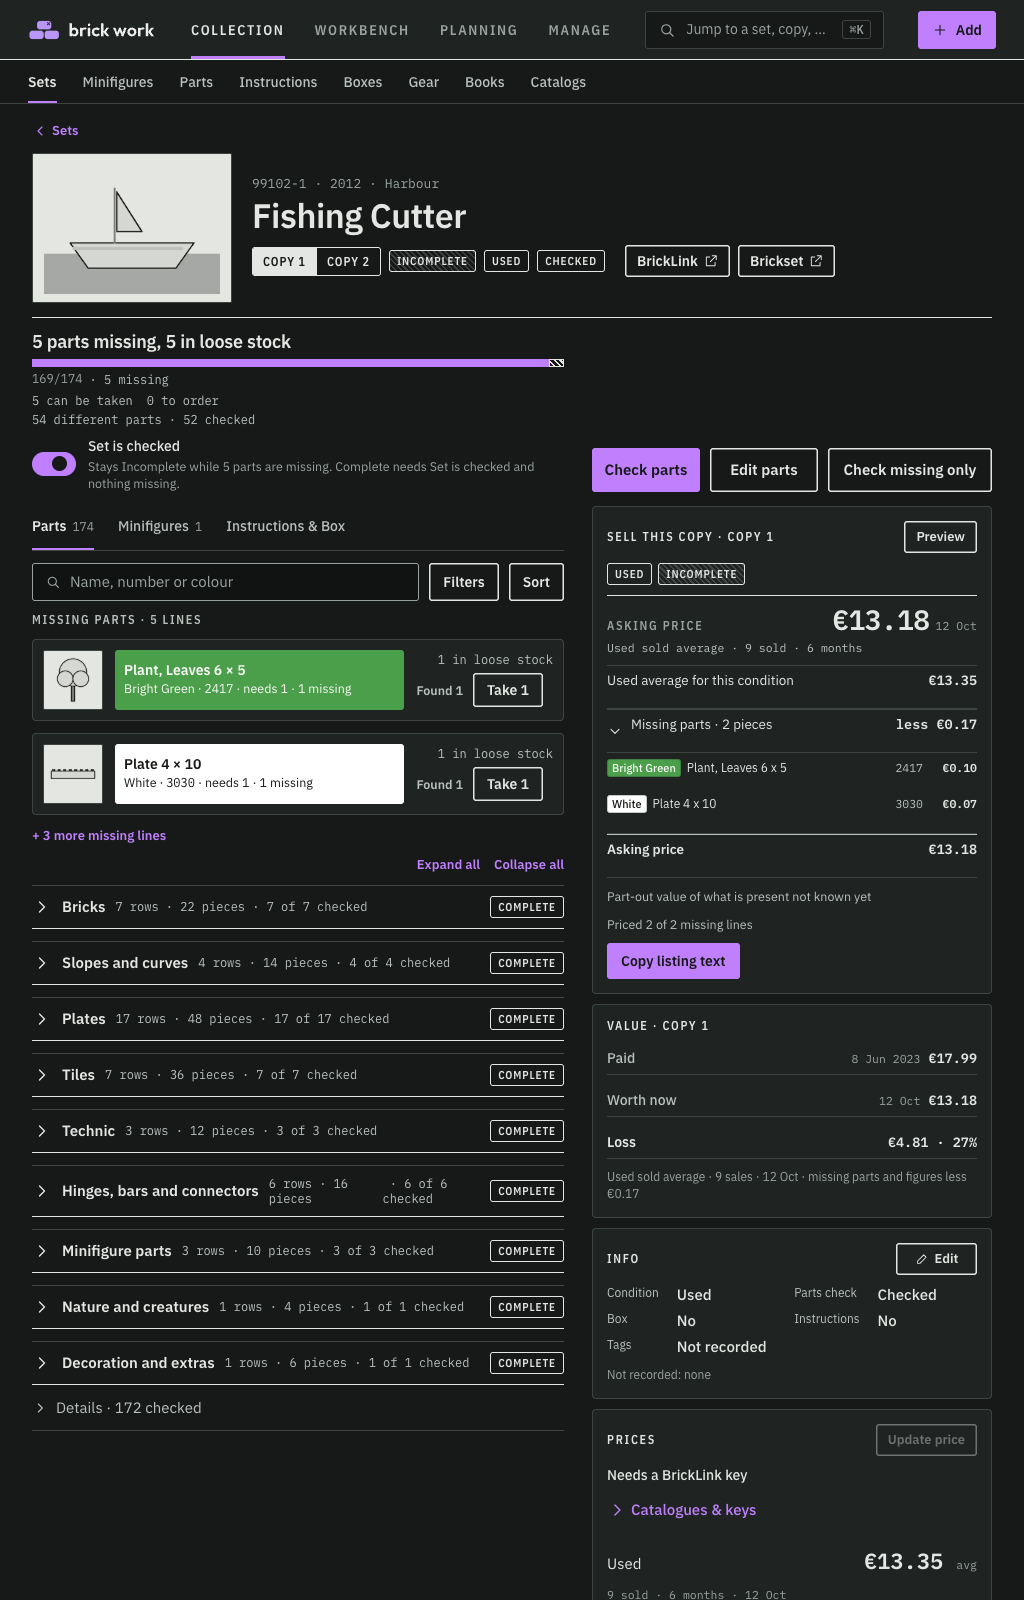 brick work
COLLECTION WORKBENCH PLANNING MANAGE
Jump to a set, copy, ... ⌘K
+ Add
Sets Minifigures Parts Instructions Boxes Gear Books Catalogs
Sets
99102-1 · 2012 · Harbour
Fishing Cutter
COPY 1 COPY 2 INCOMPLETE USED CHECKED BrickLink Brickset
5 parts missing, 5 in loose stock
169/174 · 5 missing
5 can be taken 0 to order
54 different parts · 52 checked
Set is checked
Stays Incomplete while 5 parts are missing. Complete needs Set is checked and
nothing missing.
Parts 174 Minifigures 1 Instructions & Box
Name, number or colour
Filters Sort
MISSING PARTS · 5 LINES
Plant, Leaves 6 × 5
Bright Green · 2417 · needs 1 · 1 missing
1 in loose stock
Found 1 Take 1
Plate 4 × 10
White · 3030 · needs 1 · 1 missing
1 in loose stock
Found 1 Take 1
+ 3 more missing lines
Expand all Collapse all
Bricks 7 rows · 22 pieces · 7 of 7 checked COMPLETE
Slopes and curves 4 rows · 14 pieces · 4 of 4 checked COMPLETE
Plates 17 rows · 48 pieces · 17 of 17 checked COMPLETE
Tiles 7 rows · 36 pieces · 7 of 7 checked COMPLETE
Technic 3 rows · 12 pieces · 3 of 3 checked COMPLETE
Hinges, bars and connectors 6 rows · 16 pieces · 6 of 6 checked COMPLETE
Minifigure parts 3 rows · 10 pieces · 3 of 3 checked COMPLETE
Nature and creatures 1 rows · 4 pieces · 1 of 1 checked COMPLETE
Decoration and extras 1 rows · 6 pieces · 1 of 1 checked COMPLETE
Details · 172 checked
Check parts Edit parts Check missing only
SELL THIS COPY · COPY 1 Preview
USED INCOMPLETE
ASKING PRICE €13.18 12 Oct
Used sold average · 9 sold · 6 months
Used average for this condition €13.35
Missing parts · 2 pieces less €0.17
Bright Green Plant, Leaves 6 x 5 2417 €0.10
White Plate 4 x 10 3030 €0.07
Asking price €13.18
Part-out value of what is present not known yet
Priced 2 of 2 missing lines
Copy listing text
VALUE · COPY 1
Paid 8 Jun 2023 €17.99
Worth now 12 Oct €13.18
Loss €4.81 · 27%
Used sold average · 9 sales · 12 Oct · missing parts and figures less
€0.17
INFO Edit
Condition Used Parts check Checked
Box No Instructions No
Tags Not recorded
Not recorded: none
PRICES Update price
Needs a BrickLink key
Catalogues & keys
Used €13.35 avg
9 sold · 6 months · 12 Oct